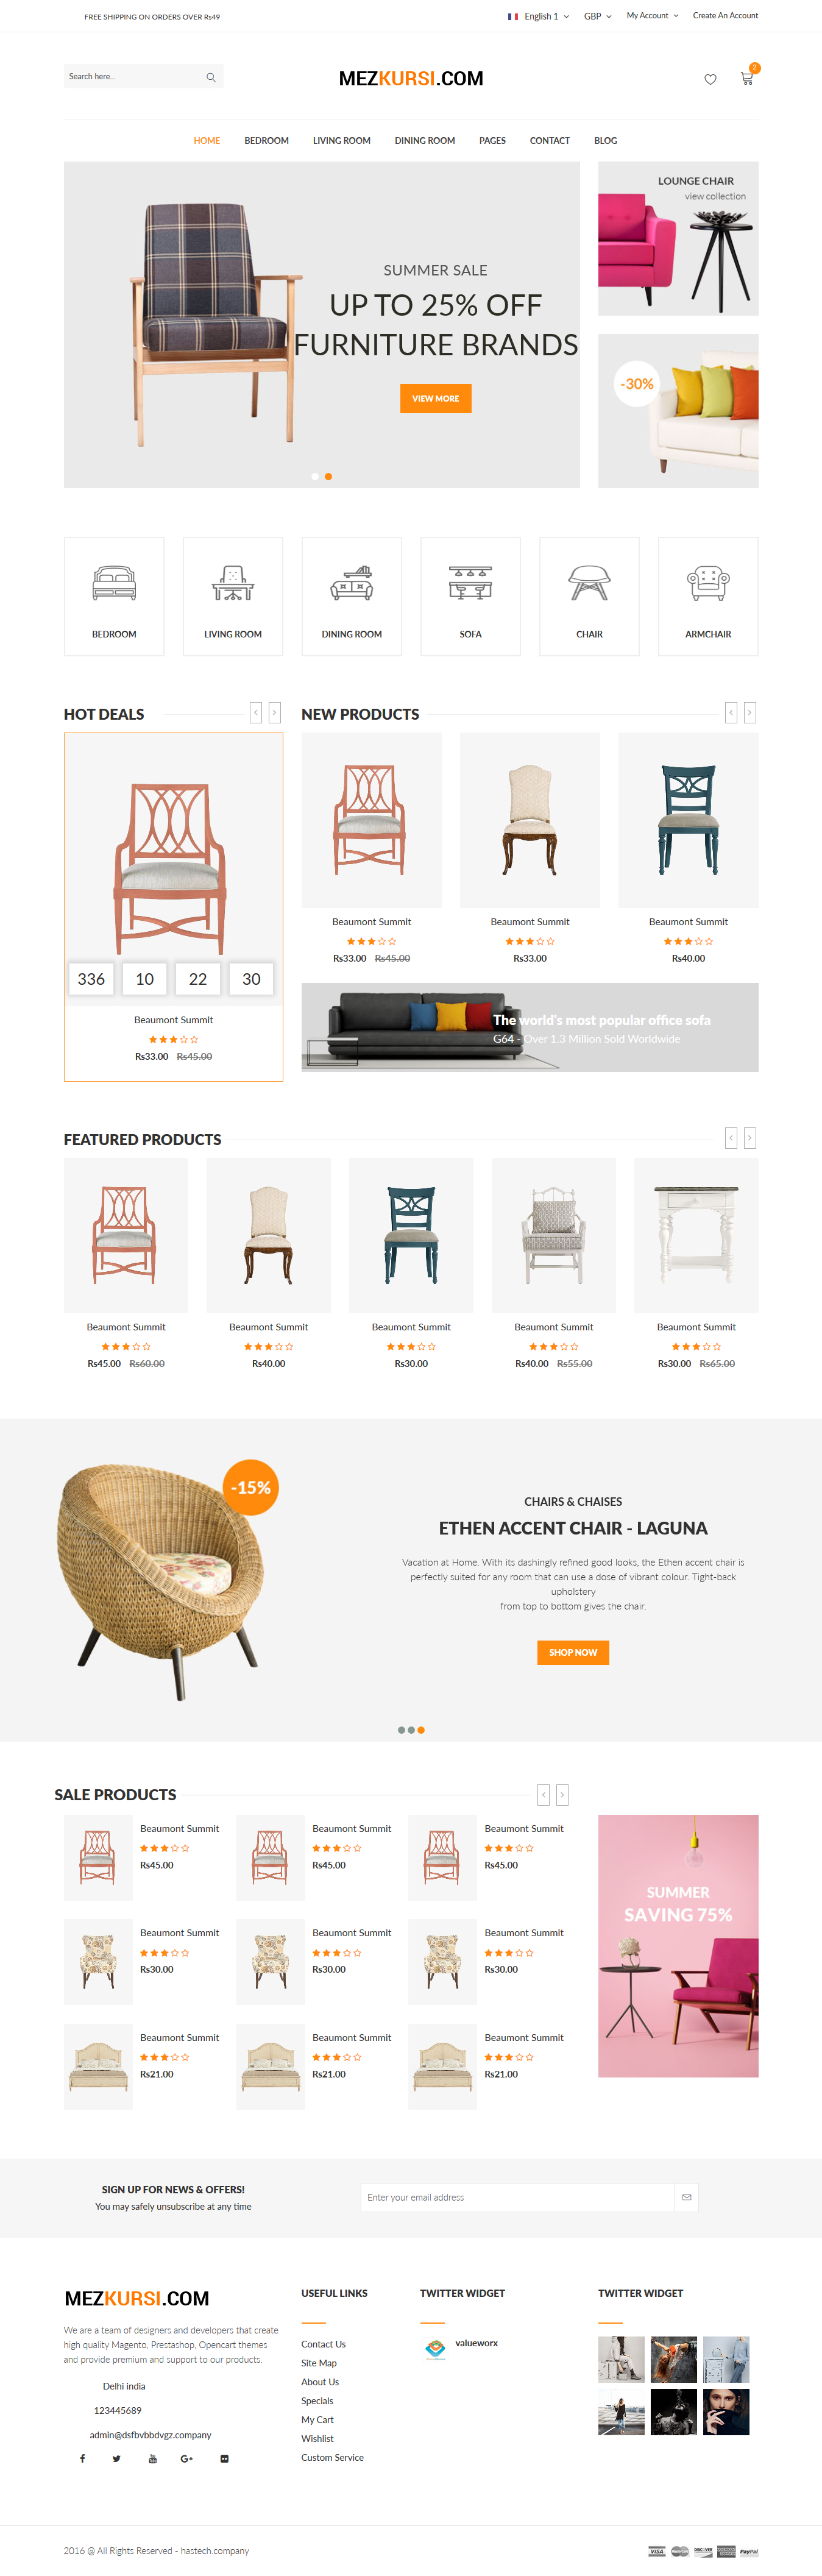 FREE SHIPPING ON ORDERS OVER Rs49
English 1
GBP
My Account
Create An Account
Search here...
MEZKURSI.COM
2
HOME
BEDROOM
LIVING ROOM
DINING ROOM
PAGES
CONTACT
BLOG
SUMMER SALE
UP TO 25% OFF
FURNITURE BRANDS
VIEW MORE
LOUNGE CHAIR
view collection
-30%
BEDROOM
LIVING ROOM
DINING ROOM
SOFA
CHAIR
ARMCHAIR
HOT DEALS
336 10 22 30
Beaumont Summit
Rs33.00 Rs45.00
NEW PRODUCTS
Beaumont Summit
Rs33.00 Rs45.00
Beaumont Summit
Rs33.00
Beaumont Summit
Rs40.00
The world's most popular office sofa
G64 - Over 1.3 Million Sold Worldwide
FEATURED PRODUCTS
Beaumont Summit
Rs45.00 Rs60.00
Beaumont Summit
Rs40.00
Beaumont Summit
Rs30.00
Beaumont Summit
Rs40.00 Rs55.00
Beaumont Summit
Rs30.00 Rs65.00
-15%
CHAIRS & CHAISES
ETHEN ACCENT CHAIR - LAGUNA
Vacation at Home. With its dashingly refined good looks, the Ethen accent chair is
perfectly suited for any room that can use a dose of vibrant colour. Tight-back
upholstery
from top to bottom gives the chair.
SHOP NOW
SALE PRODUCTS
Beaumont Summit
Rs45.00
Beaumont Summit
Rs45.00
Beaumont Summit
Rs45.00
Beaumont Summit
Rs30.00
Beaumont Summit
Rs30.00
Beaumont Summit
Rs30.00
Beaumont Summit
Rs21.00
Beaumont Summit
Rs21.00
Beaumont Summit
Rs21.00
SUMMER
SAVING 75%
SIGN UP FOR NEWS & OFFERS!
You may safely unsubscribe at any time
Enter your email address
MEZKURSI.COM
We are a team of designers and developers that create
high quality Magento, Prestashop, Opencart themes
and provide premium and support to our products.
Delhi india
123445689
admin@dsfbvbbdvgz.company
USEFUL LINKS
Contact Us
Site Map
About Us
Specials
My Cart
Wishlist
Custom Service
TWITTER WIDGET
valueworx
TWITTER WIDGET
2016 @ All Rights Reserved - hastech.company
VISA
DISCOVER
PayPal